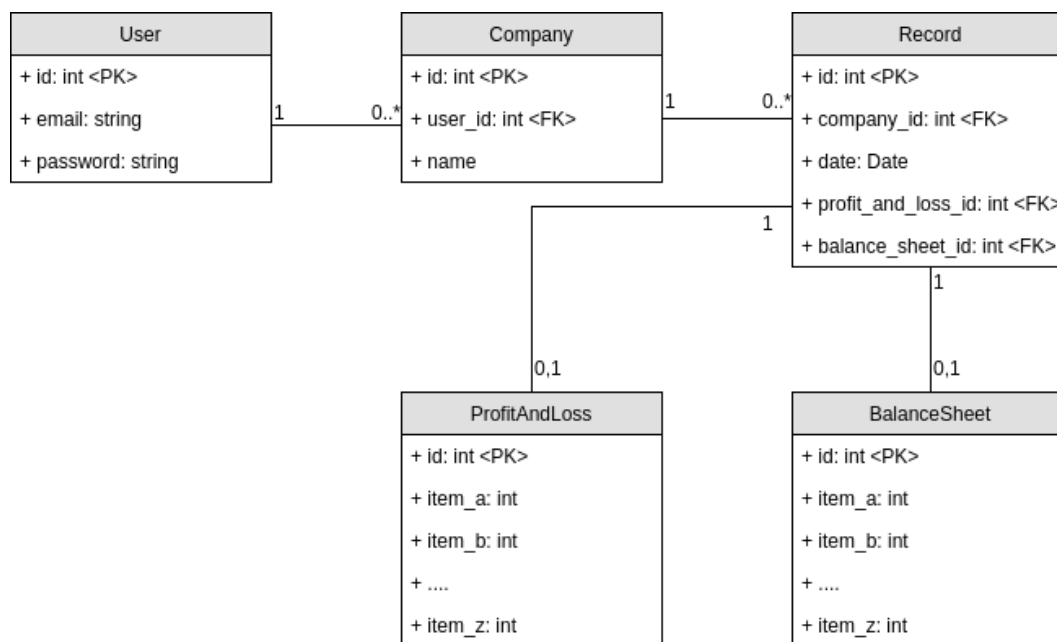 User
+ id: int <PK>
+ email: string
+ password: string
1
0..*
Company
+ id: int <PK>
+ user_id: int <FK>
+ name
1
0..*
Record
+ id: int <PK>
+ company_id: int <FK>
+ date: Date
+ profit_and_loss_id: int <FK>
+ balance_sheet_id: int <FK>
1
1
0,1
0,1
ProfitAndLoss
+ id: int <PK>
+ item_a: int
+ item_b: int
+ ....
+ item_z: int
BalanceSheet
+ id: int <PK>
+ item_a: int
+ item_b: int
+ ....
+ item_z: int